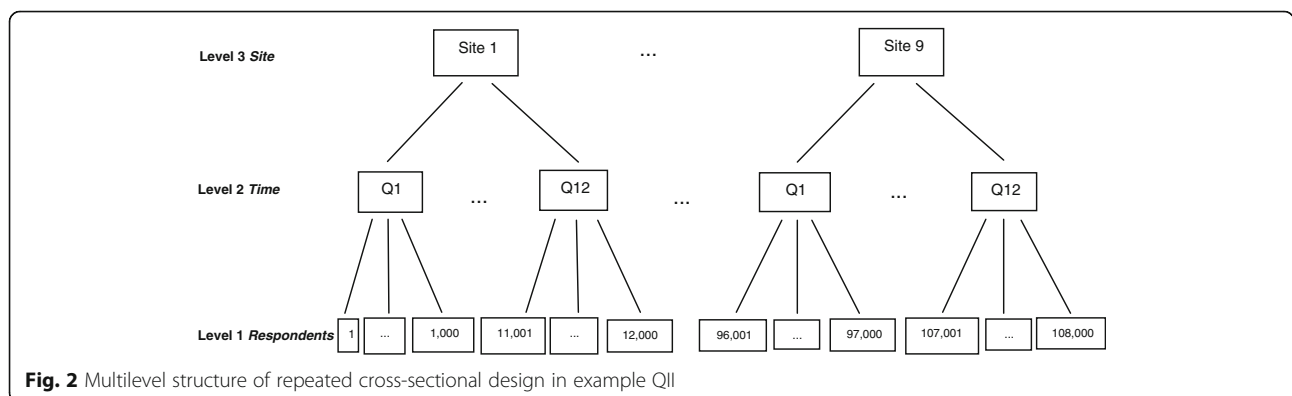 Level 3 Site Site 1 ... Site 9
Level 2 Time Q1 ... Q12 ... Q1 ... Q12
Level 1 Respondents 1 ... 1,000 11,001 ... 12,000 96,001 ... 97,000 107,001 ... 108,000
Fig. 2 Multilevel structure of repeated cross-sectional design in example QII